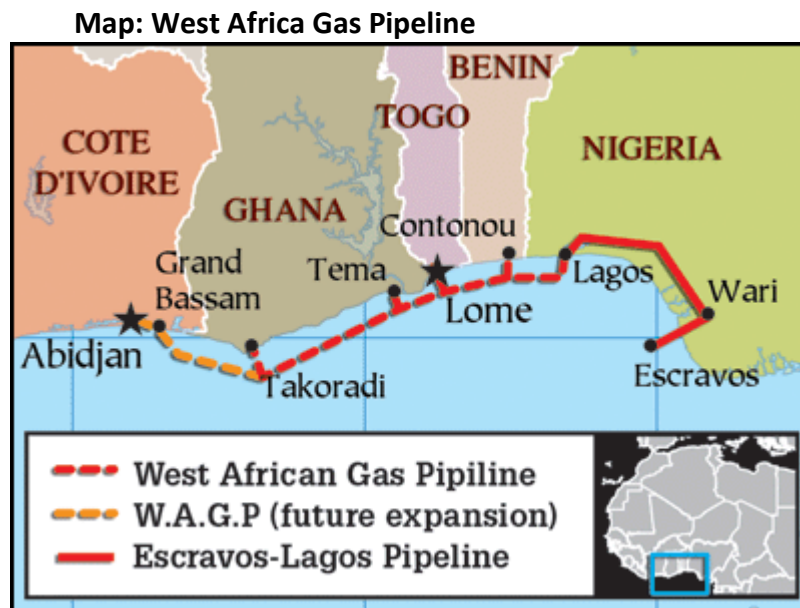 Map: West Africa Gas Pipeline
BENIN
TOGO
COTE
D'IVOIRE
NIGERIA
GHANA
Contonou
Grand
Bassam
Tema
Lagos
Wari
Lome
Abidjan
Takoradi
Escravos
West African Gas Pipiline
W.A.G.P (future expansion)
Escravos-Lagos Pipeline